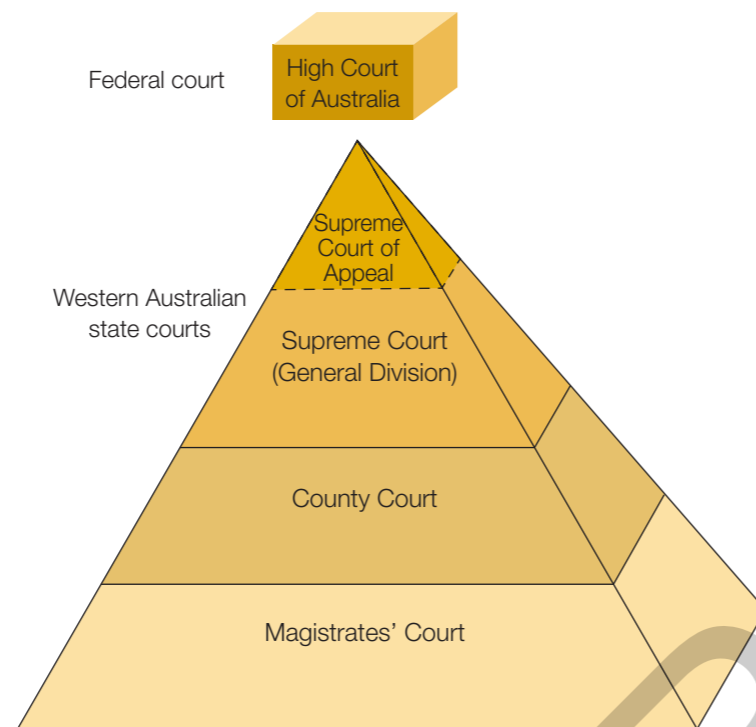 Federal court
High Court
of Australia
Supreme
Court of
Appeal
Western Australian
state courts
Supreme Court
(General Division)
County Court
Magistrates’ Court